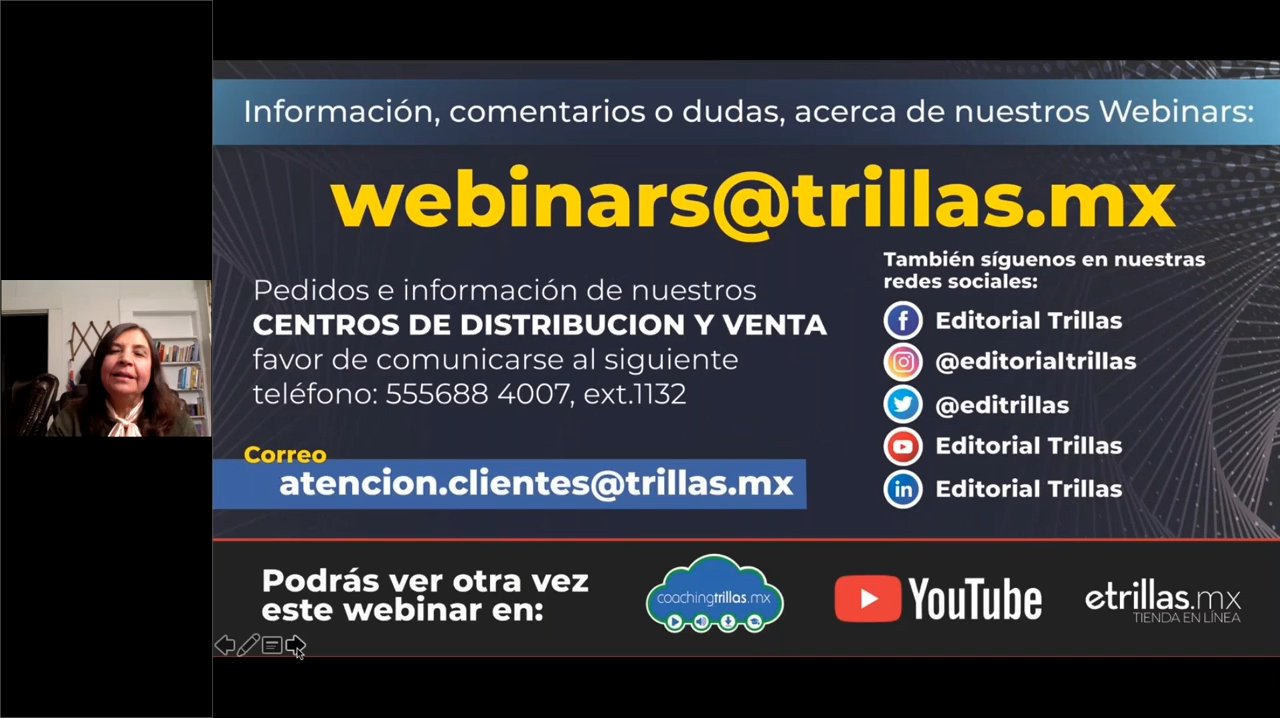 Información, comentarios o dudas, acerca de nuestros Webinars:
webinars@trillas.mx
Pedidos e información de nuestros
CENTROS DE DISTRIBUCION Y VENTA
favor de comunicarse al siguiente
teléfono: 555688 4007, ext.1132
Correo
atencion.clientes@trillas.mx
También síguenos en nuestras
redes sociales:
Editorial Trillas
@editorialtrillas
@editrillas
Editorial Trillas
Editorial Trillas
Podrás ver otra vez
este webinar en:
coachingtrillas.mx
YouTube
etrillas.mx
TIENDA EN LÍNEA